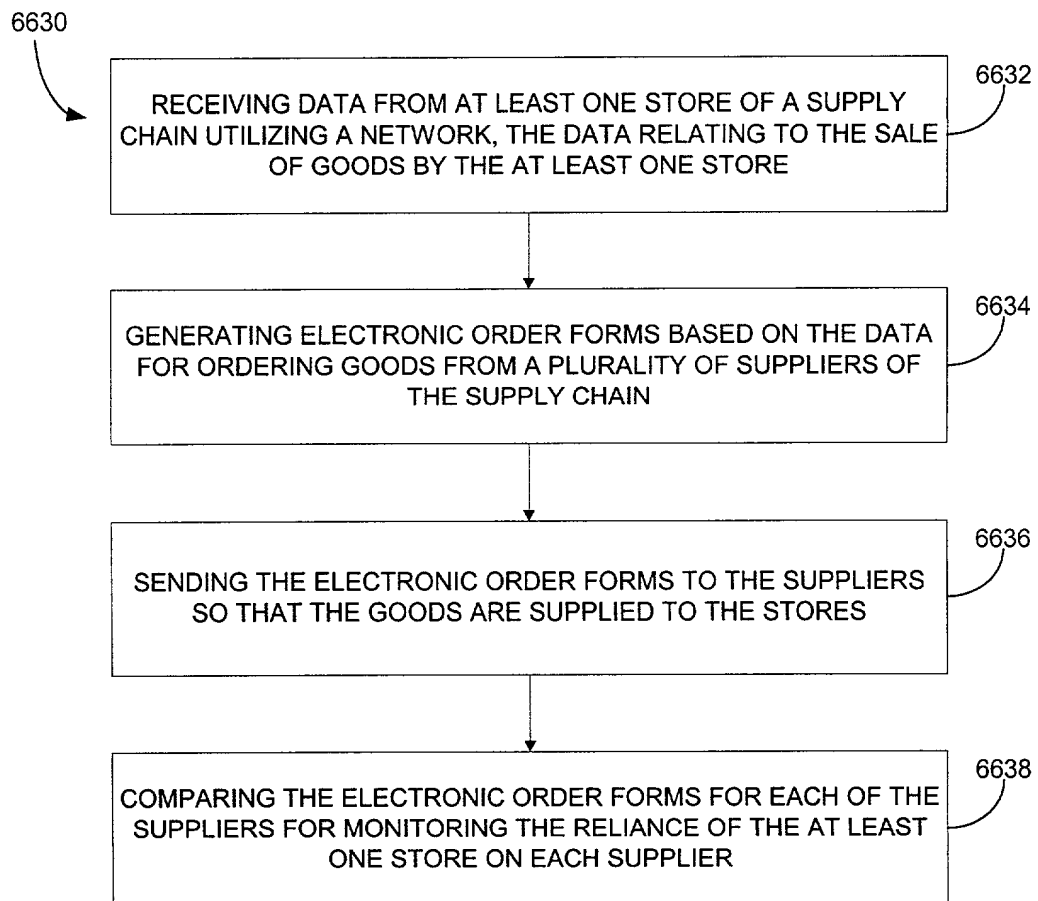 6630
6632
RECEIVING DATA FROM AT LEAST ONE STORE OF A SUPPLY
CHAIN UTILIZING A NETWORK, THE DATA RELATING TO THE SALE
OF GOODS BY THE AT LEAST ONE STORE
6634
GENERATING ELECTRONIC ORDER FORMS BASED ON THE DATA
FOR ORDERING GOODS FROM A PLURALITY OF SUPPLIERS OF
THE SUPPLY CHAIN
6636
SENDING THE ELECTRONIC ORDER FORMS TO THE SUPPLIERS
SO THAT THE GOODS ARE SUPPLIED TO THE STORES
6638
COMPARING THE ELECTRONIC ORDER FORMS FOR EACH OF THE
SUPPLIERS FOR MONITORING THE RELIANCE OF THE AT LEAST
ONE STORE ON EACH SUPPLIER